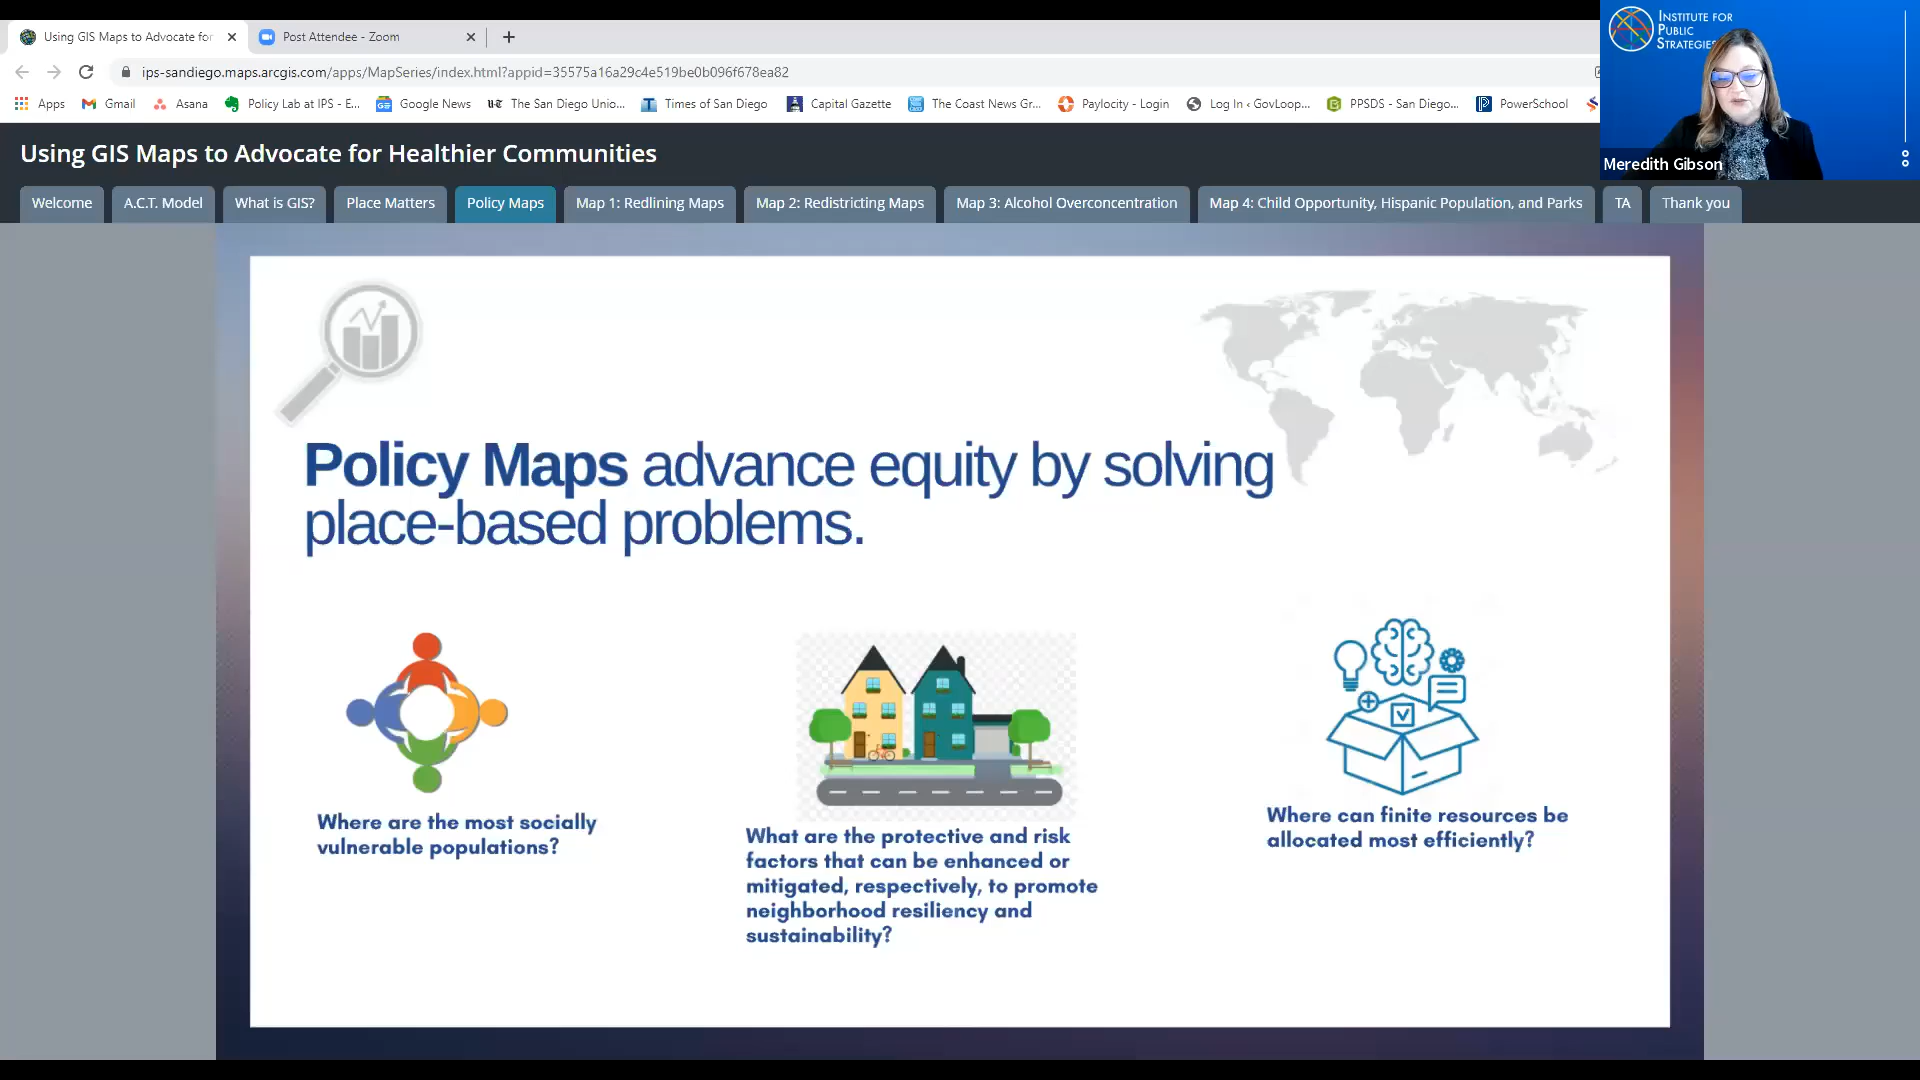 Using GIS Maps to Advocate for
Post Attendee - Zoom
ips-sandiego.maps.arcgis.com/apps/MapSeries/index.html?appid=35575a16a29c4e519be0b096f678ea82
Apps
Gmail
Asana
Policy Lab at IPS - E...
Google News
The San Diego Unio...
Times of San Diego
Capital Gazette
The Coast News Gr...
Paylocity - Login
Log In ‹ GovLoop...
PPSDS - San Diego...
PowerSchool
INSTITUTE FOR
PUBLIC
STRATEGIES
Meredith Gibson
Using GIS Maps to Advocate for Healthier Communities
Welcome
A.C.T. Model
What is GIS?
Place Matters
Policy Maps
Map 1: Redlining Maps
Map 2: Redistricting Maps
Map 3: Alcohol Overconcentration
Map 4: Child Opportunity, Hispanic Population, and Parks
TA
Thank you
Policy Maps advance equity by solving
place-based problems.
Where are the most socially
vulnerable populations?
What are the protective and risk
factors that can be enhanced or
mitigated, respectively, to promote
neighborhood resiliency and
sustainability?
Where can finite resources be
allocated most efficiently?